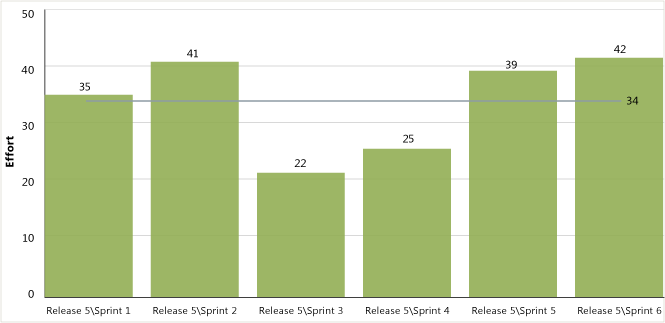 50
40
30
20
10
0
Effort
35
41
22
25
39
42
34
Release 5\Sprint 1
Release 5\Sprint 2
Release 5\Sprint 3
Release 5\Sprint 4
Release 5\Sprint 5
Release 5\Sprint 6